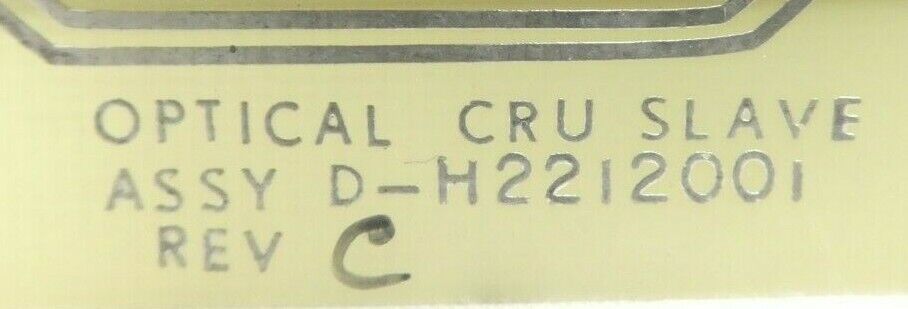 OPTICAL CRU SLAVE
ASSY D-H2212001
REV C